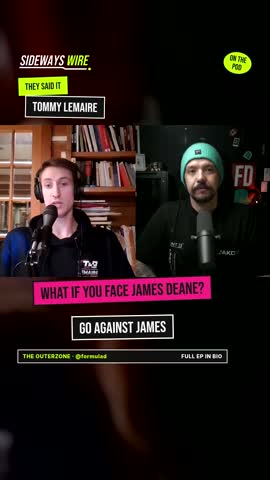 SIDEWAYS WIRE.
ON THE
POD
THEY SAID IT
TOMMY LEMAIRE
FD
WHAT IF YOU FACE JAMES DEANE?
GO AGAINST JAMES
THE OUTERZONE - @formulad
FULL EP IN BIO